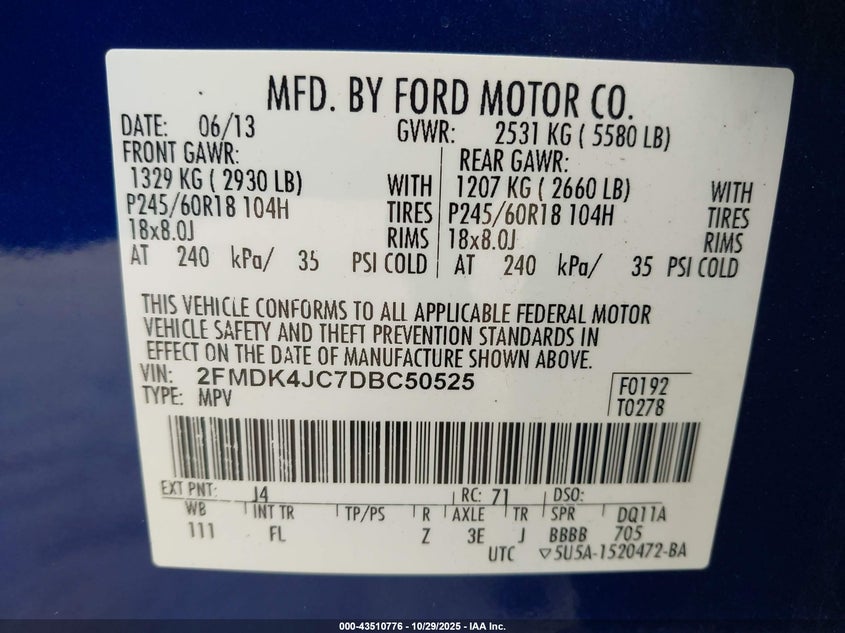 MFD. BY FORD MOTOR CO.
DATE: 06/13 GVWR: 2531 KG ( 5580 LB)
FRONT GAWR: REAR GAWR:
1329 KG ( 2930 LB) WITH 1207 KG ( 2660 LB) WITH
P245/60R18 104H TIRES P245/60R18 104H TIRES
18x8.0J RIMS 18x8.0J RIMS
AT 240 kPa/ 35 PSI COLD AT 240 kPa/ 35 PSI COLD
THIS VEHICLE CONFORMS TO ALL APPLICABLE FEDERAL MOTOR
VEHICLE SAFETY AND THEFT PREVENTION STANDARDS IN
EFFECT ON THE DATE OF MANUFACTURE SHOWN ABOVE.
VIN: 2FMDK4JC7DBC50525 F0192
TYPE: MPV T0278
EXT PNT: J4 RC: 71 DSO:
WB INT TR TP/PS R AXLE TR SPR DQ11A
111 FL Z 3E J BBBB 705
UTC ▽5U5A-1520472-BA
000-43510776 - 10/29/2025 - IAA Inc.